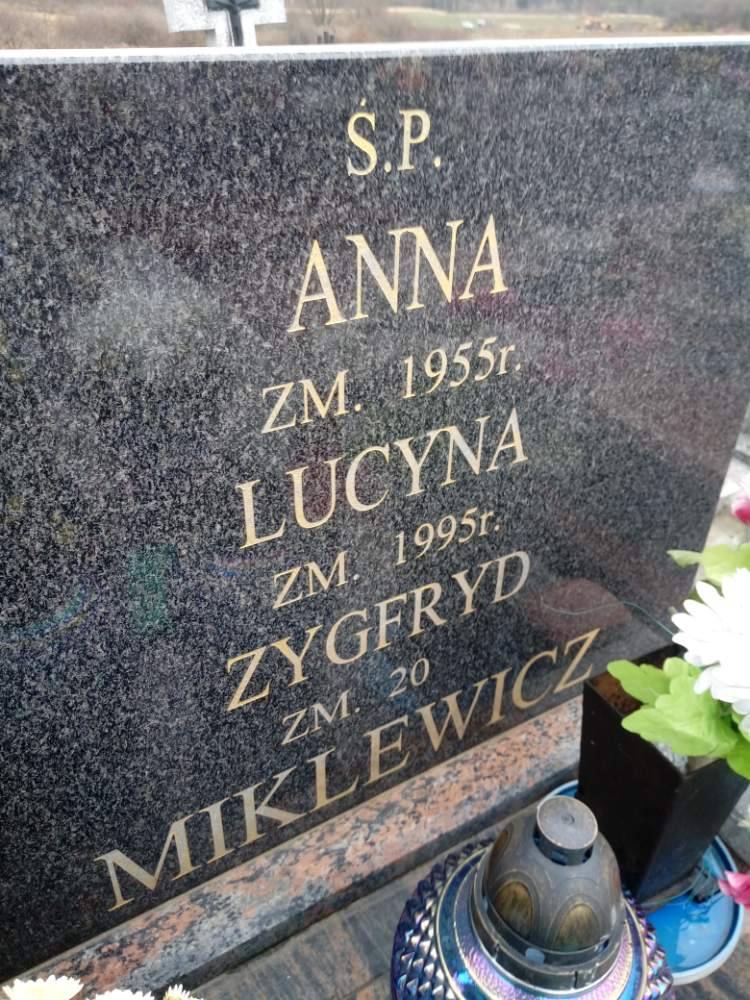 Ś.P.
ANNA
ZM. 1955r.
LUCYNA
ZM. 1995r.
ZYGFRYD
ZM. 20
MIKLEWICZ